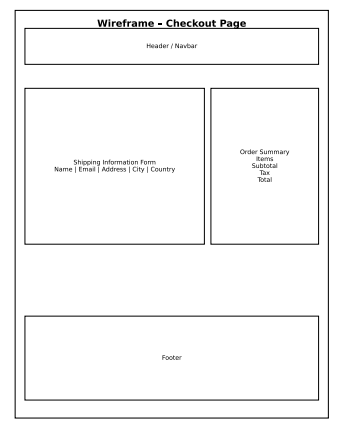 Wireframe – Checkout Page
Header / Navbar
Shipping Information Form
Name | Email | Address | City | Country
Order Summary
Items
Subtotal
Tax
Total
Footer